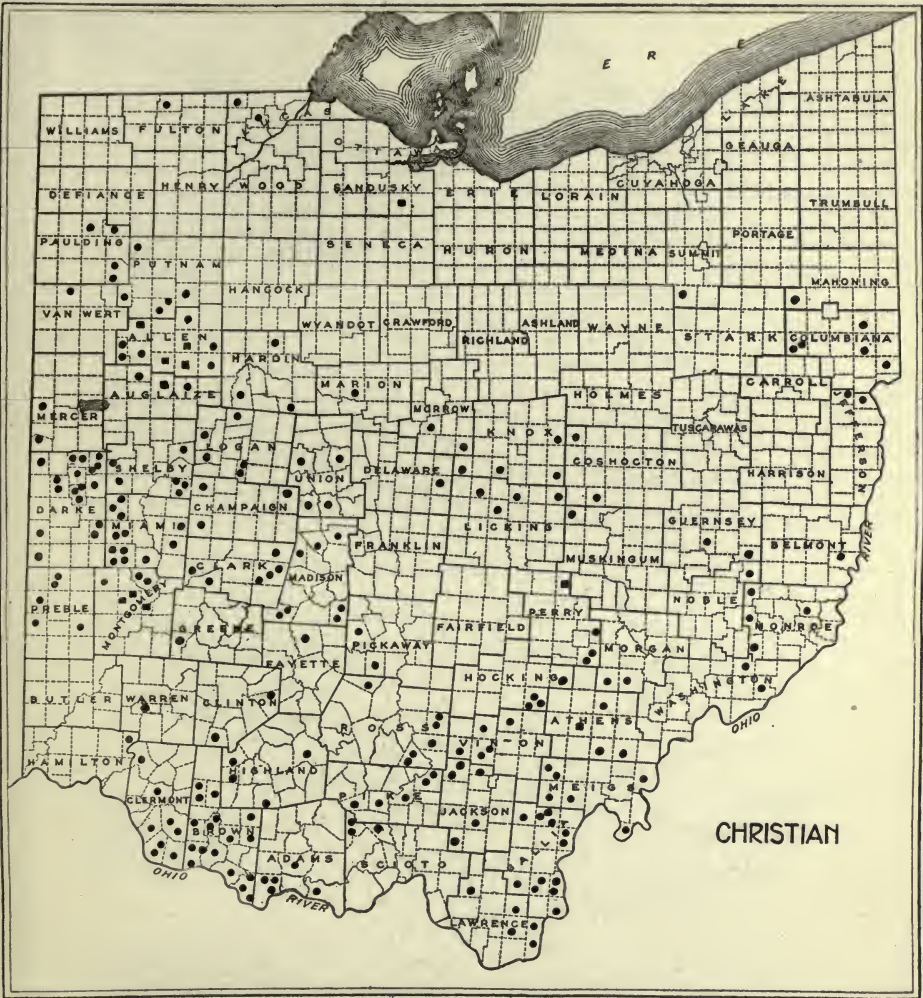 E R E
LAKE
ASHTABULA
LUCAS
WILLIAMS
FULTON
OTTAWA
GEAUGA
DEFIANCE
HENRY
WOOD
SANDUSKY
ERIE
LORAIN
CUYAHOGA
TRUMBULL
PAULDING
PUTNAM
SENECA
HURON
MEDINA
SUMMIT
PORTAGE
MAHONING
VAN WERT
HANCOCK
ALLEN
WYANDOT
CRAWFORD
RICHLAND
ASHLAND
WAYNE
STARK
COLUMBIANA
HARDIN
MERCER
AUGLAIZE
MARION
MORROW
HOLMES
CARROLL
JEFFERSON
TUSCARAWAS
LOGAN
KNOX
COSHOCTON
HARRISON
SHELBY
UNION
DELAWARE
DARKE
MIAMI
CHAMPAIGN
LICKING
GUERNSEY
BELMONT
RIVER
FRANKLIN
MUSKINGUM
CLARK
MADISON
PREBLE
MONTGOMERY
GREENE
FAIRFIELD
PERRY
NOBLE
MONROE
PICKAWAY
MORGAN
FAYETTE
HOCKING
WASHINGTON
BUTLER
WARREN
CLINTON
ROSS
ATHENS
OHIO
VINTON
HAMILTON
HIGHLAND
CLERMONT
PIKE
JACKSON
MEIGS
BROWN
CHRISTIAN
ADAMS
SCIOTO
OHIO
RIVER
LAWRENCE